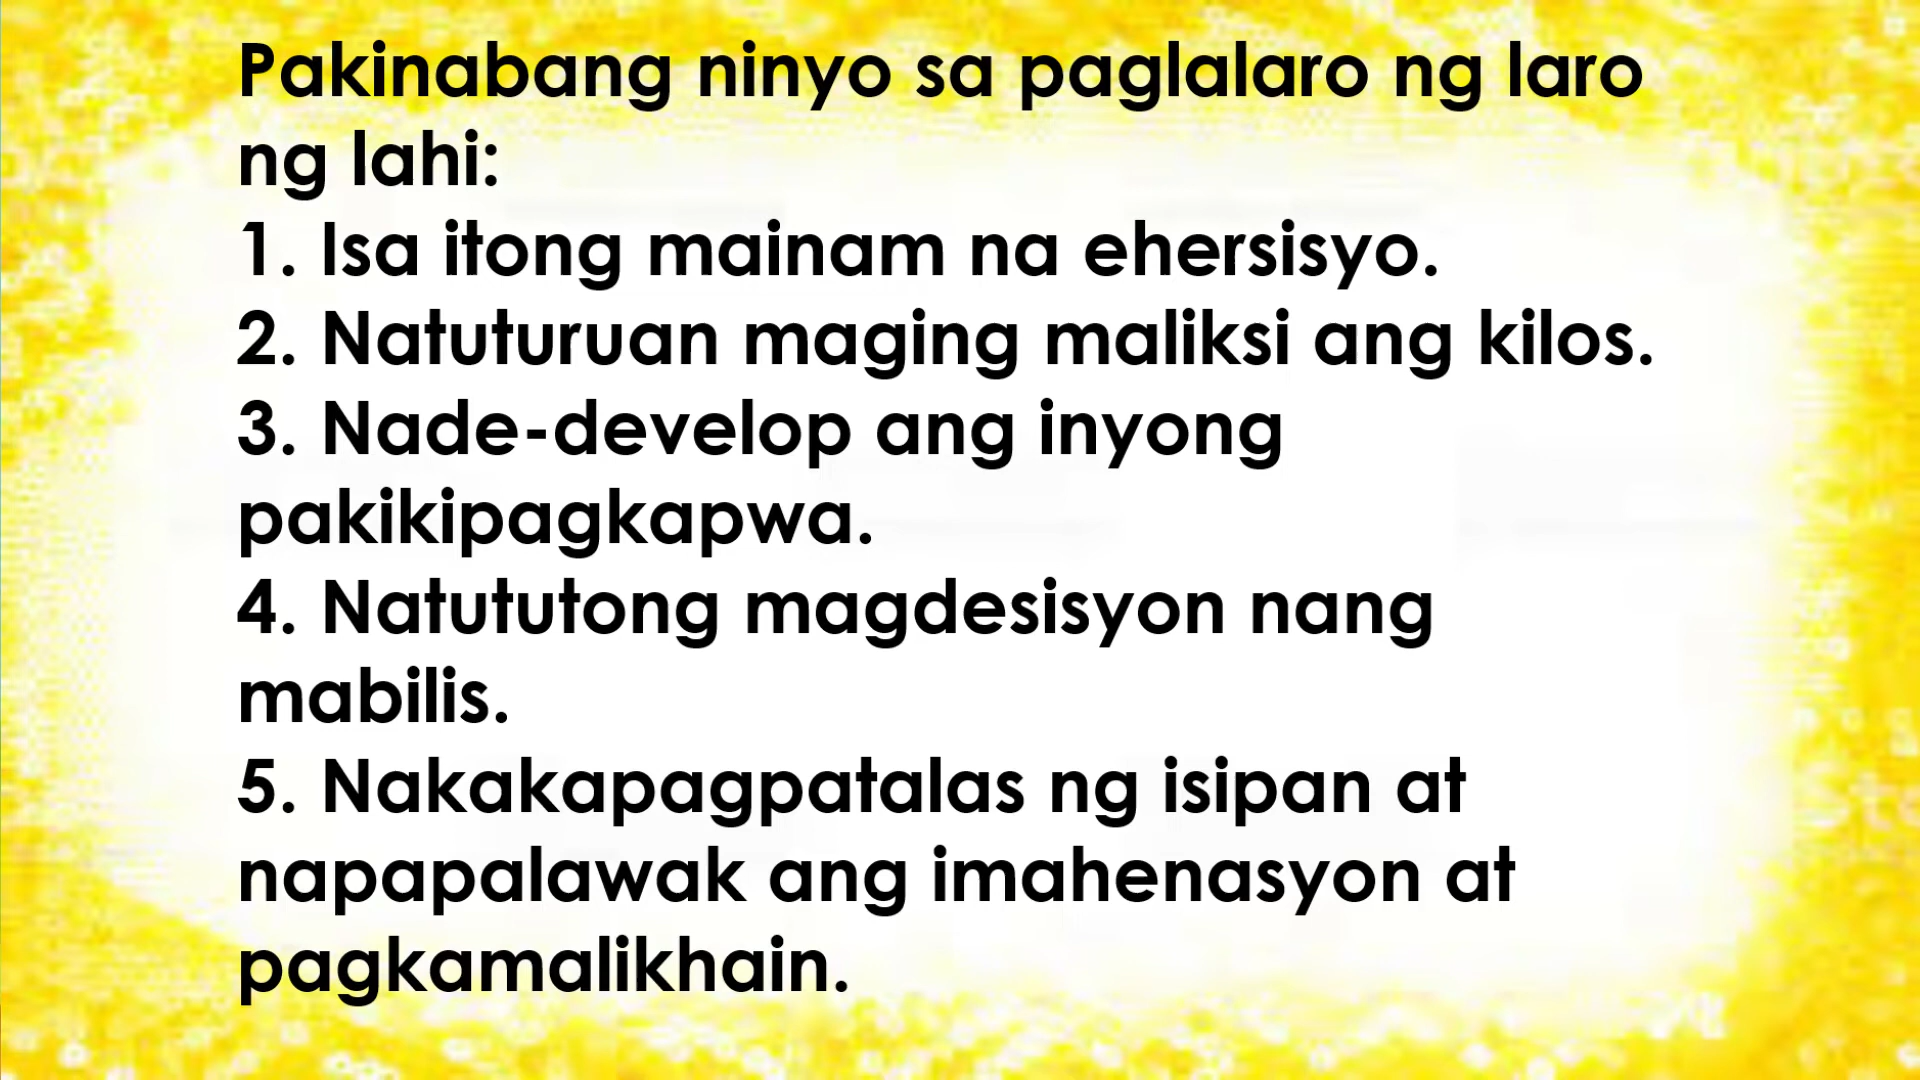 Pakinabang ninyo sa paglalaro ng laro
ng lahi:
1. Isa itong mainam na ehersisyo.
2. Natuturuan maging maliksi ang kilos.
3. Nade-develop ang inyong
pakikipagkapwa.
4. Natututong magdesisyon nang
mabilis.
5. Nakakapagpatalas ng isipan at
napapalawak ang imahenasyon at
pagkamalikhain.